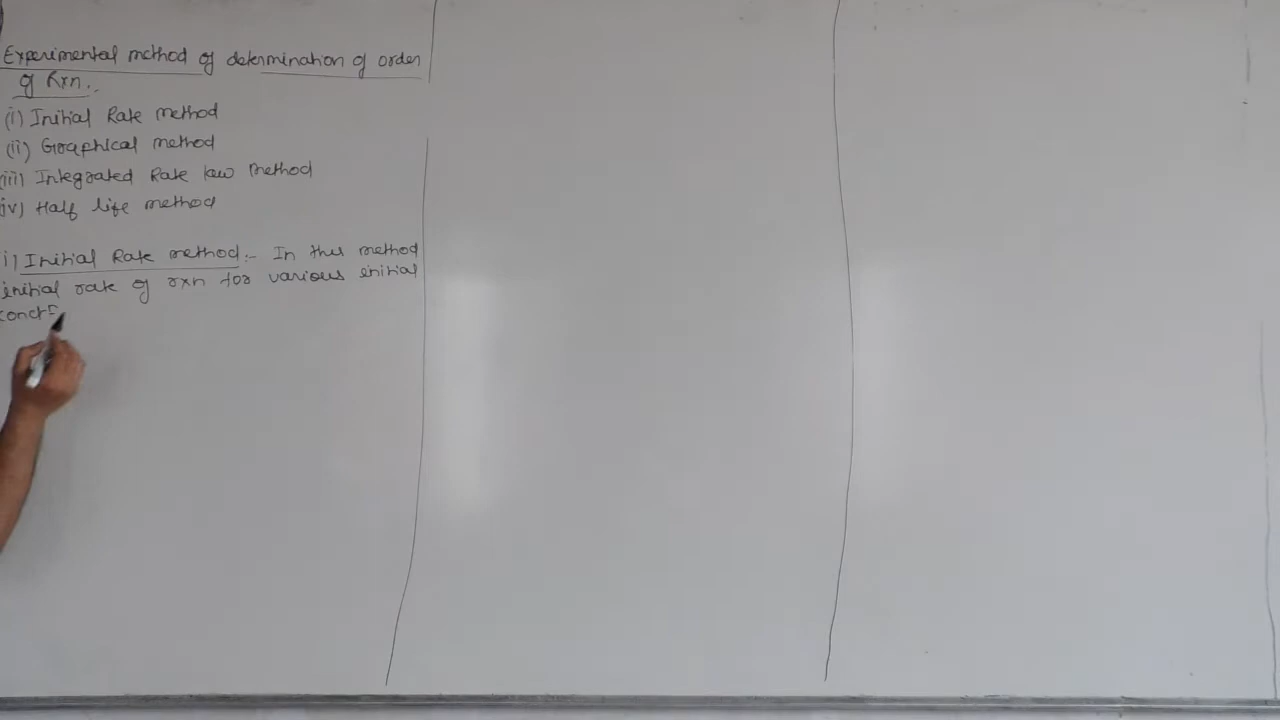 Experimental method of determination of order
of Rxn.
(i) Initial Rate method
(ii) Graphical method
(iii) Integrated Rate law method
iv) Half life method
i) Initial Rate method :- In this method
initial rate of rxn for various initial
conctn